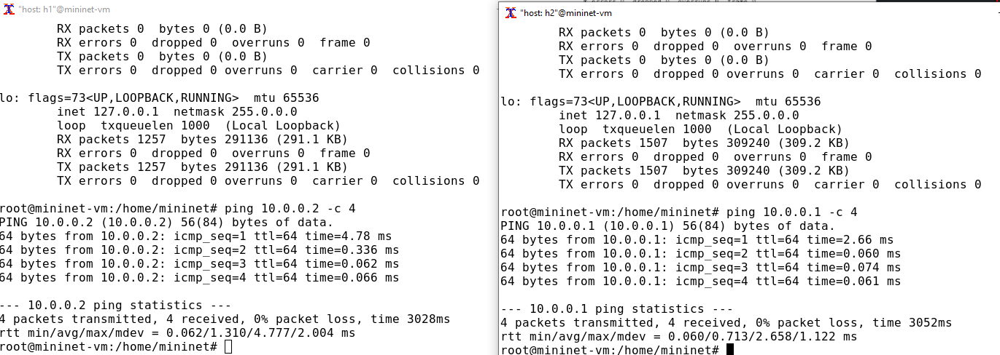 "host: h1"@mininet-vm
RX packets 0  bytes 0 (0.0 B)
RX errors 0  dropped 0  overruns 0  frame 0
TX packets 0  bytes 0 (0.0 B)
TX errors 0  dropped 0 overruns 0  carrier 0  collisions 0
lo: flags=73<UP,LOOPBACK,RUNNING>  mtu 65536
inet 127.0.0.1  netmask 255.0.0.0
loop  txqueuelen 1000  (Local Loopback)
RX packets 1257  bytes 291136 (291.1 KB)
RX errors 0  dropped 0  overruns 0  frame 0
TX packets 1257  bytes 291136 (291.1 KB)
TX errors 0  dropped 0 overruns 0  carrier 0  collisions 0
root@mininet-vm:/home/mininet# ping 10.0.0.2 -c 4
PING 10.0.0.2 (10.0.0.2) 56(84) bytes of data.
64 bytes from 10.0.0.2: icmp_seq=1 ttl=64 time=4.78 ms
64 bytes from 10.0.0.2: icmp_seq=2 ttl=64 time=0.336 ms
64 bytes from 10.0.0.2: icmp_seq=3 ttl=64 time=0.062 ms
64 bytes from 10.0.0.2: icmp_seq=4 ttl=64 time=0.066 ms
--- 10.0.0.2 ping statistics ---
4 packets transmitted, 4 received, 0% packet loss, time 3028ms
rtt min/avg/max/mdev = 0.062/1.310/4.777/2.004 ms
root@mininet-vm:/home/mininet#
"host: h2"@mininet-vm
RX packets 0  bytes 0 (0.0 B)
RX errors 0  dropped 0  overruns 0  frame 0
TX packets 0  bytes 0 (0.0 B)
TX errors 0  dropped 0 overruns 0  carrier 0  collisions 0
lo: flags=73<UP,LOOPBACK,RUNNING>  mtu 65536
inet 127.0.0.1  netmask 255.0.0.0
loop  txqueuelen 1000  (Local Loopback)
RX packets 1507  bytes 309240 (309.2 KB)
RX errors 0  dropped 0  overruns 0  frame 0
TX packets 1507  bytes 309240 (309.2 KB)
TX errors 0  dropped 0 overruns 0  carrier 0  collisions 0
root@mininet-vm:/home/mininet# ping 10.0.0.1 -c 4
PING 10.0.0.1 (10.0.0.1) 56(84) bytes of data.
64 bytes from 10.0.0.1: icmp_seq=1 ttl=64 time=2.66 ms
64 bytes from 10.0.0.1: icmp_seq=2 ttl=64 time=0.060 ms
64 bytes from 10.0.0.1: icmp_seq=3 ttl=64 time=0.074 ms
64 bytes from 10.0.0.1: icmp_seq=4 ttl=64 time=0.061 ms
--- 10.0.0.1 ping statistics ---
4 packets transmitted, 4 received, 0% packet loss, time 3052ms
rtt min/avg/max/mdev = 0.060/0.713/2.658/1.122 ms
root@mininet-vm:/home/mininet#